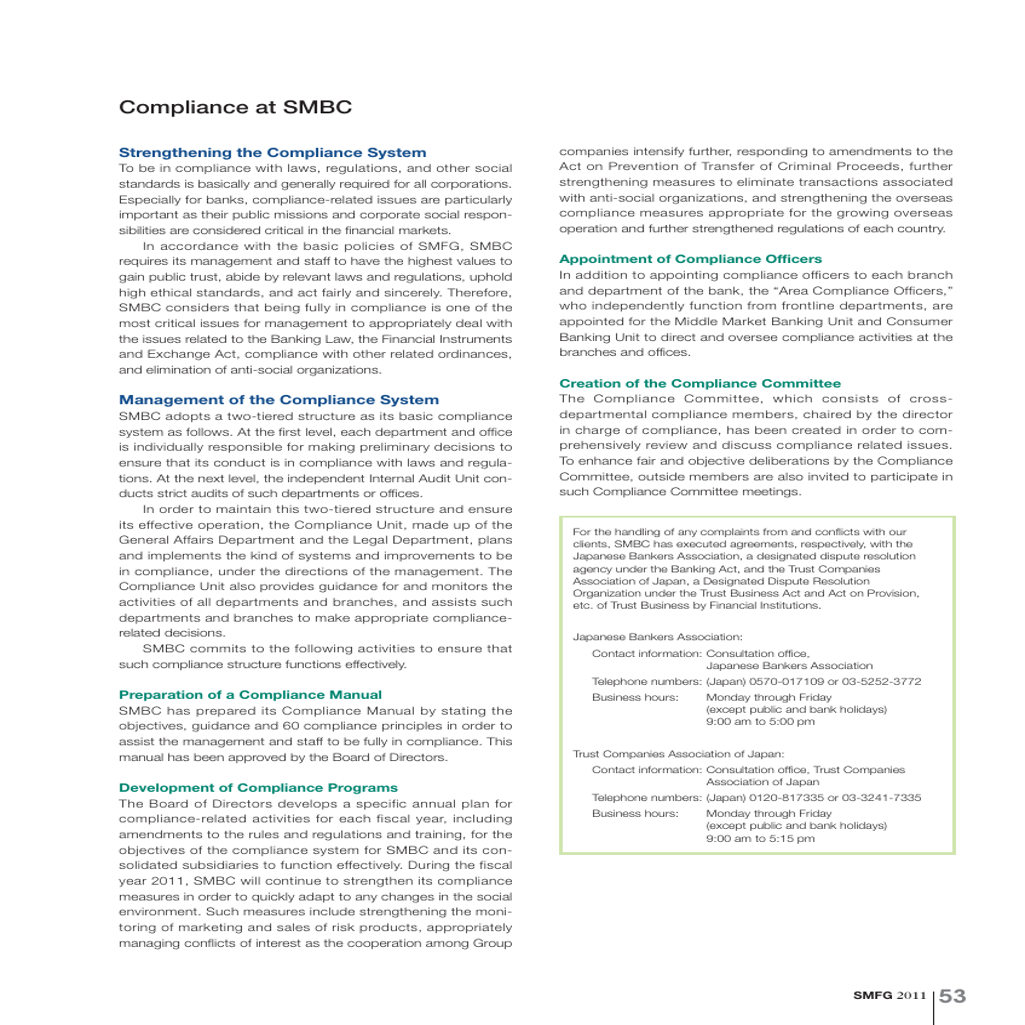 Compliance at SMBC
Strengthening the Compliance System
To be in compliance with laws, regulations, and other social
standards is basically and generally required for all corporations.
Especially for banks, compliance-related issues are particularly
important as their public missions and corporate social respon-
sibilities are considered critical in the financial markets.
In accordance with the basic policies of SMFG, SMBC
requires its management and staff to have the highest values to
gain public trust, abide by relevant laws and regulations, uphold
high ethical standards, and act fairly and sincerely. Therefore,
SMBC considers that being fully in compliance is one of the
most critical issues for management to appropriately deal with
the issues related to the Banking Law, the Financial Instruments
and Exchange Act, compliance with other related ordinances,
and elimination of anti-social organizations.
Management of the Compliance System
SMBC adopts a two-tiered structure as its basic compliance
system as follows. At the first level, each department and office
is individually responsible for making preliminary decisions to
ensure that its conduct is in compliance with laws and regula-
tions. At the next level, the independent Internal Audit Unit con-
ducts strict audits of such departments or offices.
In order to maintain this two-tiered structure and ensure
its effective operation, the Compliance Unit, made up of the
General Affairs Department and the Legal Department, plans
and implements the kind of systems and improvements to be
in compliance, under the directions of the management. The
Compliance Unit also provides guidance for and monitors the
activities of all departments and branches, and assists such
departments and branches to make appropriate compliance-
related decisions.
SMBC commits to the following activities to ensure that
such compliance structure functions effectively.
Preparation of a Compliance Manual
SMBC has prepared its Compliance Manual by stating the
objectives, guidance and 60 compliance principles in order to
assist the management and staff to be fully in compliance. This
manual has been approved by the Board of Directors.
Development of Compliance Programs
The Board of Directors develops a specific annual plan for
compliance-related activities for each fiscal year, including
amendments to the rules and regulations and training, for the
objectives of the compliance system for SMBC and its con-
solidated subsidiaries to function effectively. During the fiscal
year 2011, SMBC will continue to strengthen its compliance
measures in order to quickly adapt to any changes in the social
environment. Such measures include strengthening the moni-
toring of marketing and sales of risk products, appropriately
managing conflicts of interest as the cooperation among Group
companies intensify further, responding to amendments to the
Act on Prevention of Transfer of Criminal Proceeds, further
strengthening measures to eliminate transactions associated
with anti-social organizations, and strengthening the overseas
compliance measures appropriate for the growing overseas
operation and further strengthened regulations of each country.
Appointment of Compliance Officers
In addition to appointing compliance officers to each branch
and department of the bank, the “Area Compliance Officers,”
who independently function from frontline departments, are
appointed for the Middle Market Banking Unit and Consumer
Banking Unit to direct and oversee compliance activities at the
branches and offices.
Creation of the Compliance Committee
The Compliance Committee, which consists of cross-
departmental compliance members, chaired by the director
in charge of compliance, has been created in order to com-
prehensively review and discuss compliance related issues.
To enhance fair and objective deliberations by the Compliance
Committee, outside members are also invited to participate in
such Compliance Committee meetings.
For the handling of any complaints from and conflicts with our
clients, SMBC has executed agreements, respectively, with the
Japanese Bankers Association, a designated dispute resolution
agency under the Banking Act, and the Trust Companies
Association of Japan, a Designated Dispute Resolution
Organization under the Trust Business Act and Act on Provision,
etc. of Trust Business by Financial Institutions.
Japanese Bankers Association:
Contact information: Consultation office,
Japanese Bankers Association
Telephone numbers: (Japan) 0570-017109 or 03-5252-3772
Business hours: Monday through Friday
(except public and bank holidays)
9:00 am to 5:00 pm
Trust Companies Association of Japan:
Contact information: Consultation office, Trust Companies
Association of Japan
Telephone numbers: (Japan) 0120-817335 or 03-3241-7335
Business hours: Monday through Friday
(except public and bank holidays)
9:00 am to 5:15 pm
SMFG 2011 53